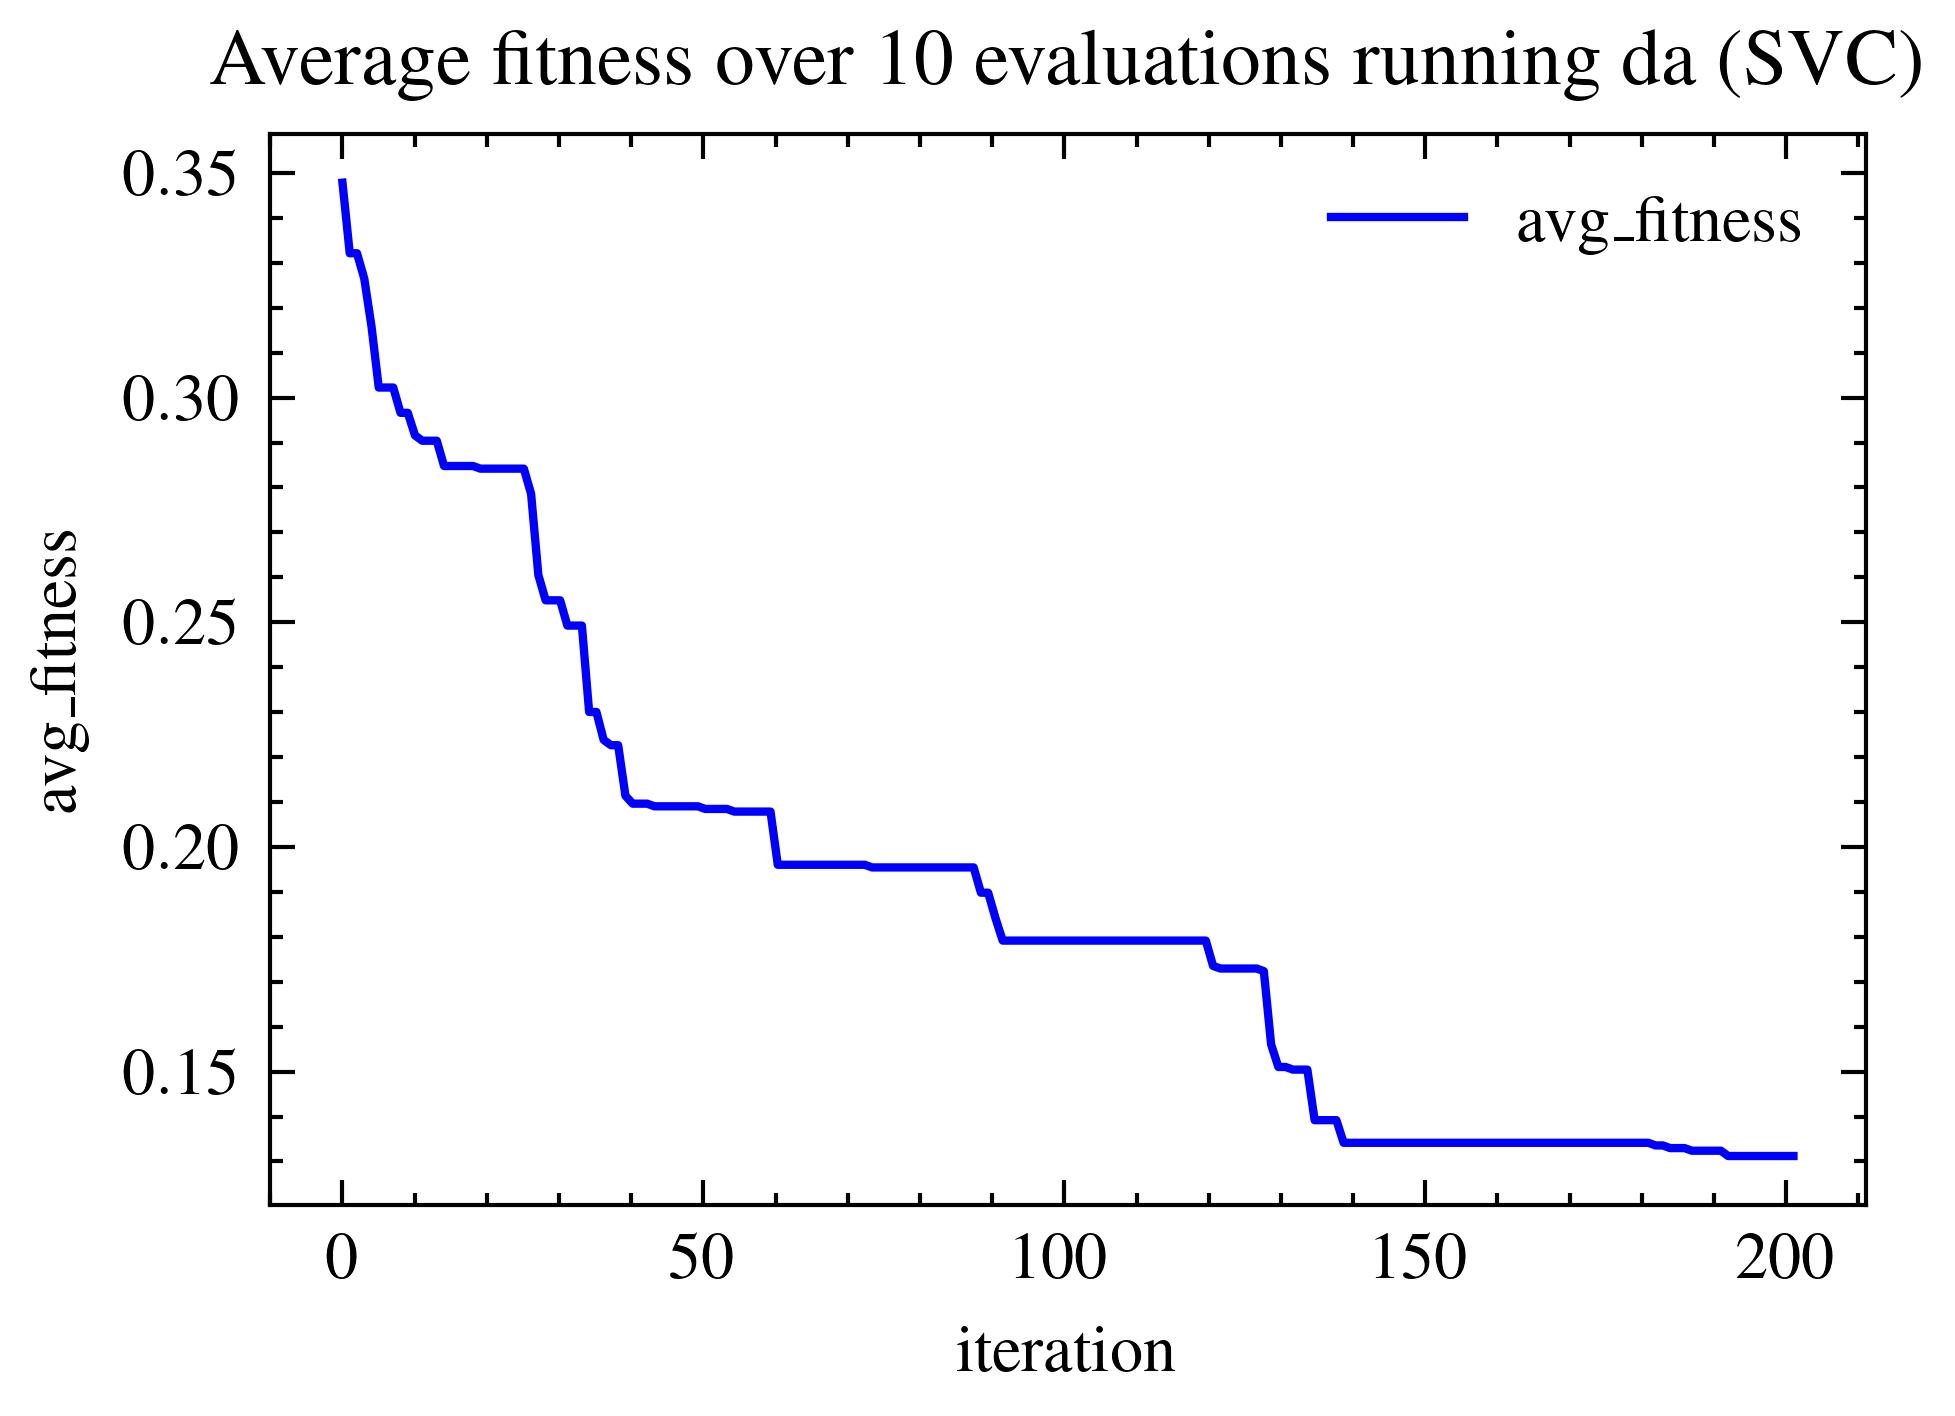 Average fitness over 10 evaluations running da (SVC)
avg_fitness
0.35
0.30
0.25
0.20
0.15
avg_fitness
0 50 100 150 200
iteration